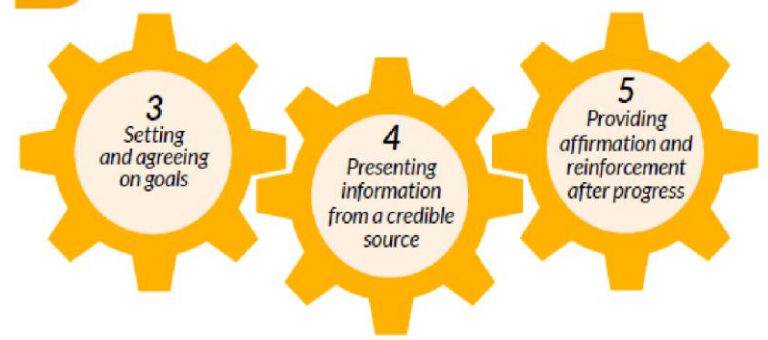 3
Setting
and agreeing
on goals
4
Presenting
information
from a credible
source
5
Providing
affirmation and
reinforcement
after progress